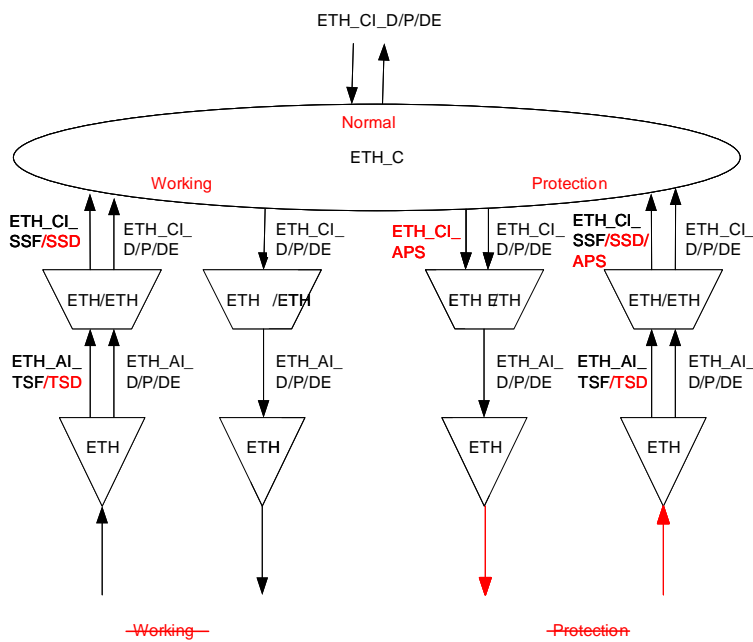 ETH_CI_D/P/DE
Normal
ETH_C
Working
Protection
ETH_CI_
SSF/SSD
ETH_CI_
D/P/DE
ETH_CI_
D/P/DE
ETH_CI_
APS
ETH_CI_
D/P/DE
ETH_CI_
SSF/SSD/
APS
ETH_CI_
D/P/DE
ETH/ETH
ETH /ETH
ETH /ETH
ETH/ETH
ETH_AI_
TSF/TSD
ETH_AI_
D/P/DE
ETH_AI_
D/P/DE
ETH_AI_
D/P/DE
ETH_AI_
TSF/TSD
ETH_AI_
D/P/DE
ETH
ETH
ETH
ETH
Working
Protection